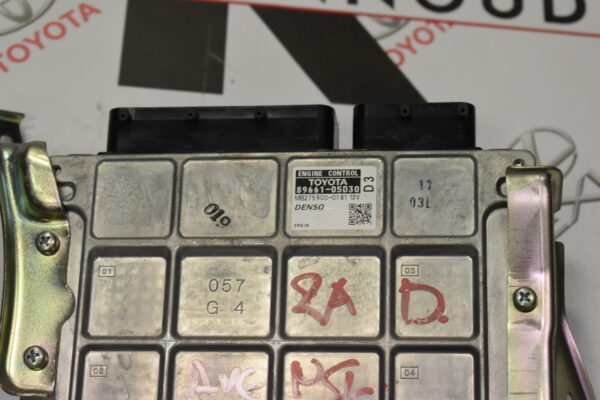 TOYOTA
TOYOTA
ENGINE CONTROL
TOYOTA
89661-05D30
D3
MB275900-0181 12V
DENSO
SPAIN
010
17
03L
01
057
G 4
2A
D.
03
02
04